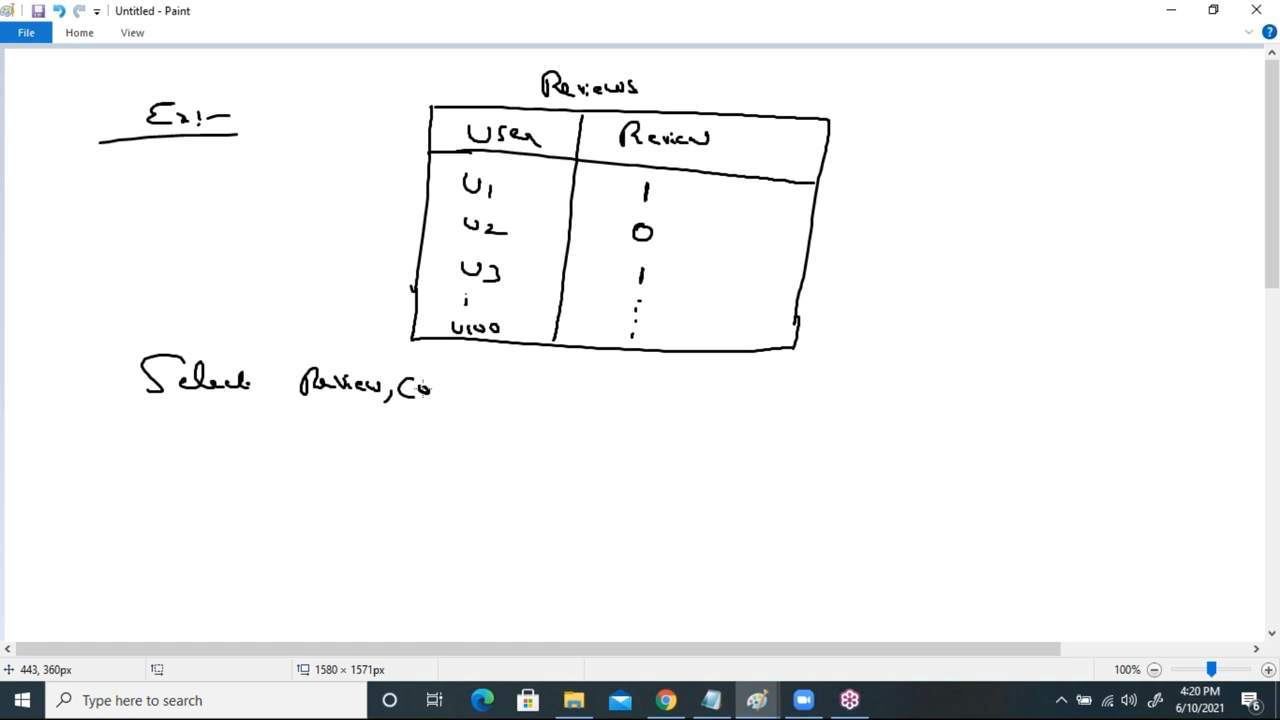 Untitled - Paint
File Home View
Reviews
Ex:-
User Review
U1 1
U2 0
U3 1
U100
Select Review, Co
443, 360px 1580 × 1571px 100%
Type here to search
4:20 PM
6/10/2021
6